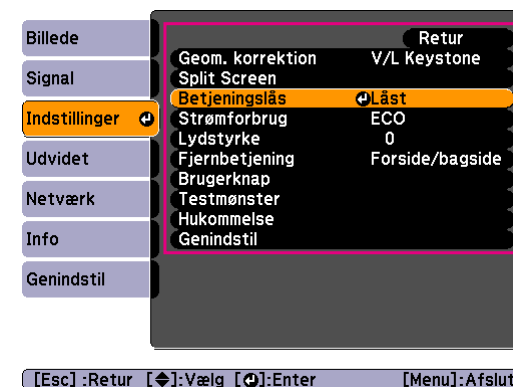 Billede
Signal
Indstillinger
Udvidet
Netværk
Info
Genindstil
Retur
Geom. korrektion V/L Keystone
Split Screen
Betjeningslås Låst
Strømforbrug ECO
Lydstyrke 0
Fjernbetjening Forside/bagside
Brugerknap
Testmønster
Hukommelse
Genindstil
[Esc] :Retur [ ]:Vælg [ ]:Enter [Menu]:Afslut